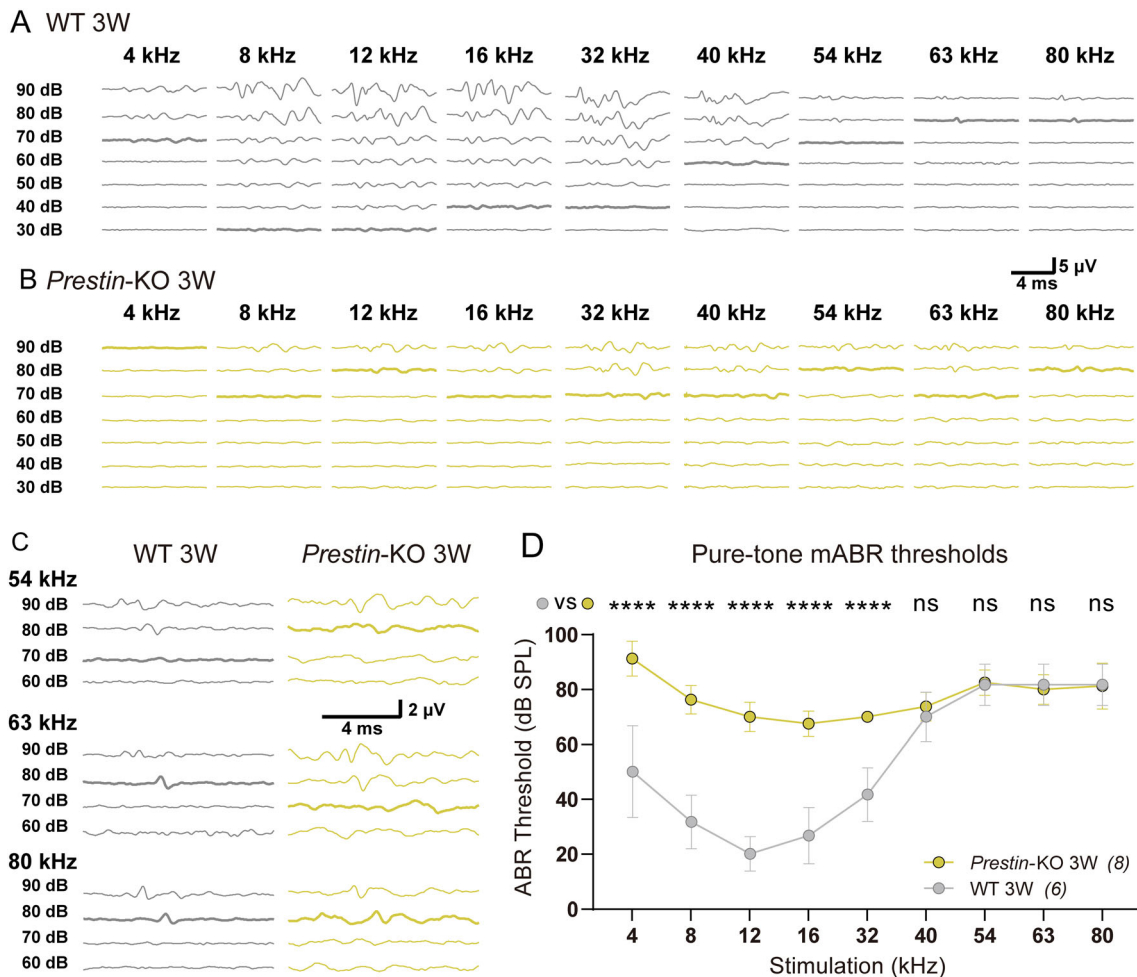 A WT 3W
4 kHz 8 kHz 12 kHz 16 kHz 32 kHz 40 kHz 54 kHz 63 kHz 80 kHz
90 dB
80 dB
70 dB
60 dB
50 dB
40 dB
30 dB
5 µV
4 ms
B Prestin-KO 3W
4 kHz 8 kHz 12 kHz 16 kHz 32 kHz 40 kHz 54 kHz 63 kHz 80 kHz
90 dB
80 dB
70 dB
60 dB
50 dB
40 dB
30 dB
C
WT 3W Prestin-KO 3W
54 kHz
90 dB
80 dB
70 dB
60 dB
2 µV
4 ms
63 kHz
90 dB
80 dB
70 dB
60 dB
80 kHz
90 dB
80 dB
70 dB
60 dB
D Pure-tone mABR thresholds
vs **** **** **** **** **** ns ns ns ns
ABR Threshold (dB SPL)
100
80
60
40
20
0
Prestin-KO 3W (8)
WT 3W (6)
4 8 12 16 32 40 54 63 80
Stimulation (kHz)